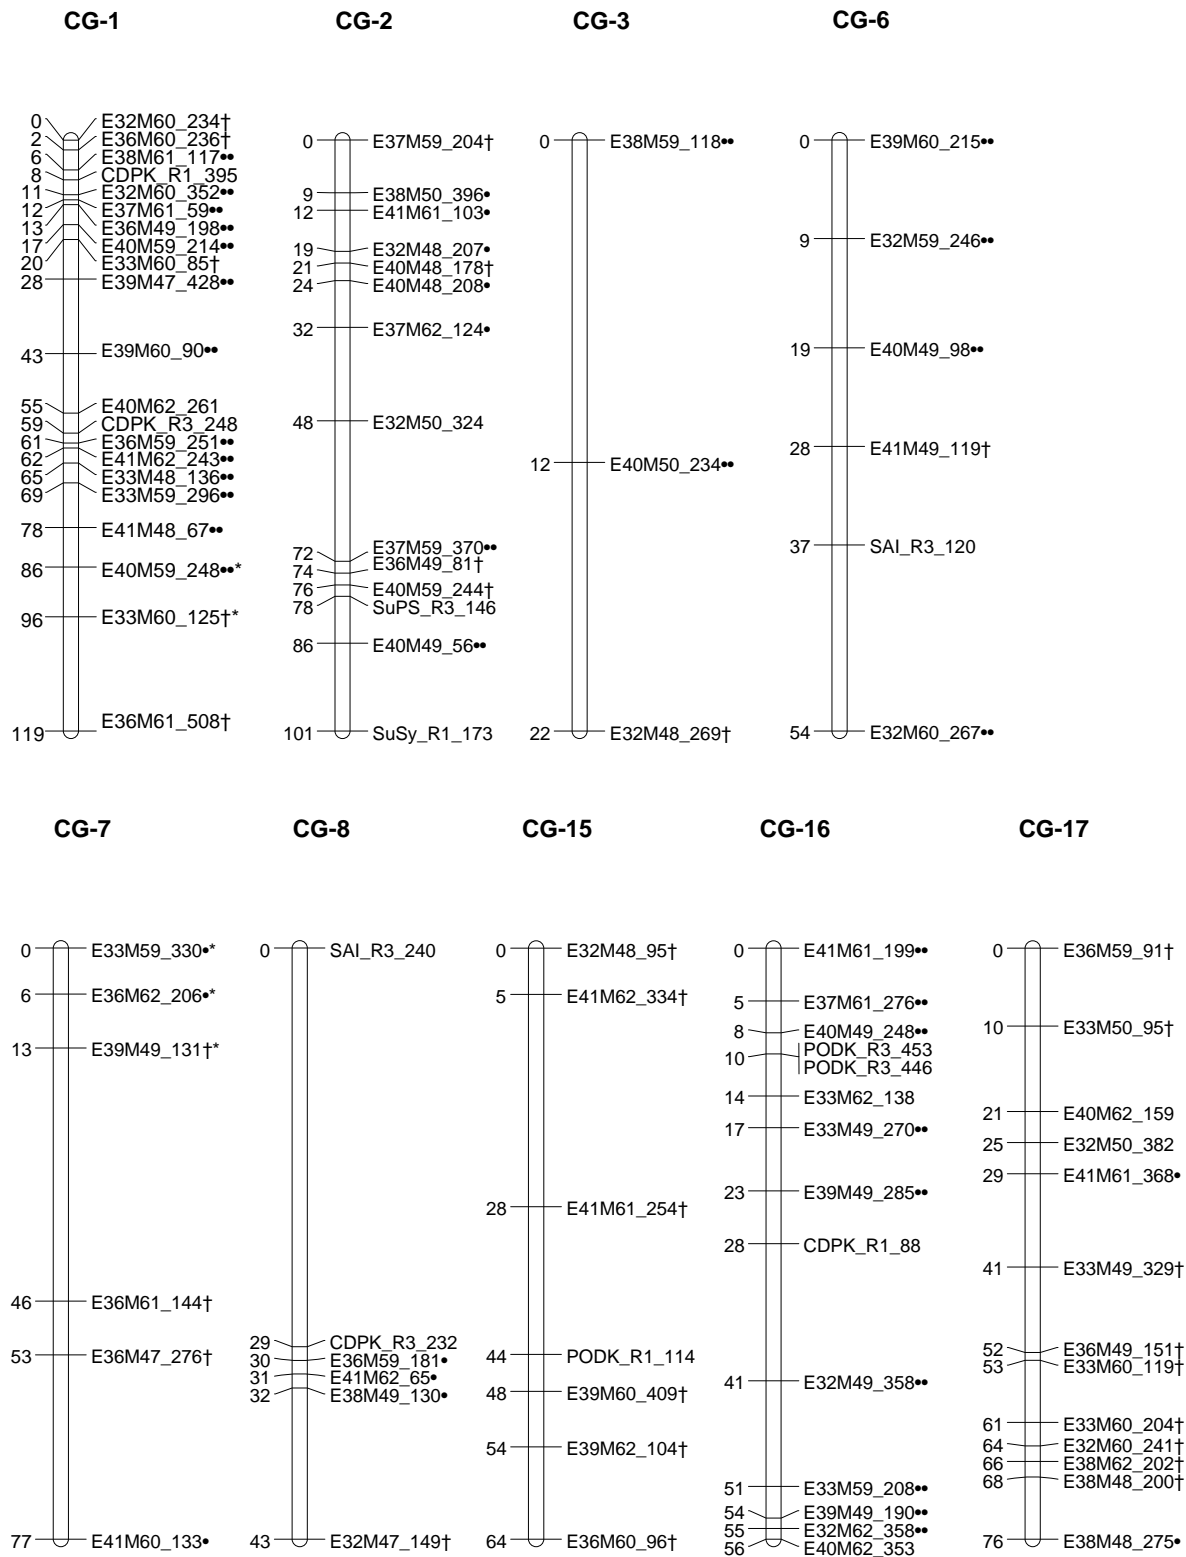 CG-1 CG-2 CG-3 CG-6
CG-1
0 E32M60_234†
2 E36M60_236†
6 E38M61_117••
8 CDPK_R1_395
11 E32M60_352••
12 E37M61_59••
13 E36M49_198••
17 E40M59_214••
20 E33M60_85†
28 E39M47_428••
43 E39M60_90••
55 E40M62_261
59 CDPK_R3_248
61 E36M59_251••
62 E41M62_243••
65 E33M48_136••
69 E33M59_296••
78 E41M48_67••
86 E40M59_248••*
96 E33M60_125†*
119 E36M61_508†
0 E37M59_204†
9 E38M50_396•
12 E41M61_103•
19 E32M48_207•
21 E40M48_178†
24 E40M48_208•
32 E37M62_124•
48 E32M50_324
72 E37M59_370••
74 E36M49_81†
76 E40M59_244†
78 SuPS_R3_146
86 E40M49_56••
101 SuSy_R1_173
0 E38M59_118••
12 E40M50_234••
22 E32M48_269†
0 E39M60_215••
9 E32M59_246••
19 E40M49_98••
28 E41M49_119†
37 SAI_R3_120
54 E32M60_267••
CG-7 CG-8 CG-15 CG-16 CG-17
0 E33M59_330•*
6 E36M62_206•*
13 E39M49_131†*
46 E36M61_144†
53 E36M47_276†
77 E41M60_133•
0 SAI_R3_240
29 CDPK_R3_232
30 E36M59_181•
31 E41M62_65•
32 E38M49_130•
43 E32M47_149†
0 E32M48_95†
5 E41M62_334†
28 E41M61_254†
44 PODK_R1_114
48 E39M60_409†
54 E39M62_104†
64 E36M60_96†
0 E41M61_199••
5 E37M61_276••
8 E40M49_248••
10 PODK_R3_453
PODK_R3_446
14 E33M62_138
17 E33M49_270••
23 E39M49_285••
28 CDPK_R1_88
41 E32M49_358••
51 E33M59_208••
54 E39M49_190••
55 E32M62_358••
56 E40M62_353
0 E36M59_91†
10 E33M50_95†
21 E40M62_159
25 E32M50_382
29 E41M61_368•
41 E33M49_329†
52 E36M49_151†
53 E33M60_119†
61 E33M60_204†
64 E32M60_241†
66 E38M62_202†
68 E38M48_200†
76 E38M48_275•